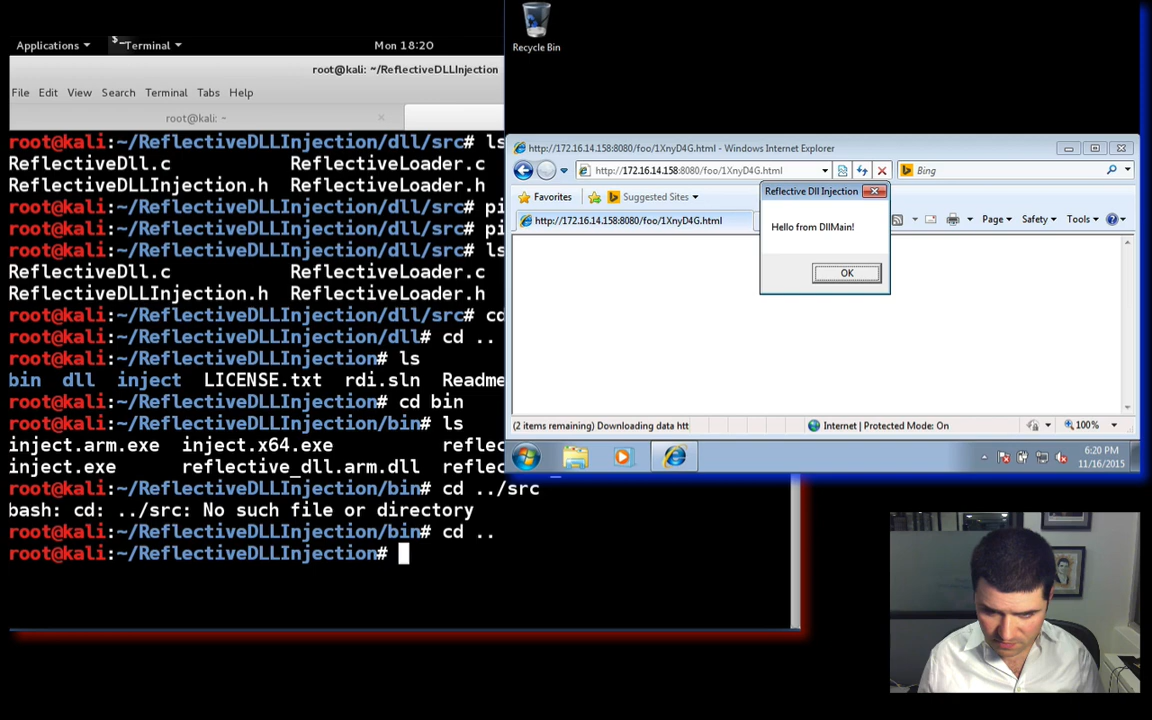 Applications
Terminal
Mon 18:20
root@kali: ~/ReflectiveDLLInjection
File Edit View Search Terminal Tabs Help
root@kali: ~
root@kali:~/ReflectiveDLLInjection/dll/src# ls
ReflectiveDll.c ReflectiveLoader.c
ReflectiveDLLInjection.h ReflectiveLoader.h
root@kali:~/ReflectiveDLLInjection/dll/src# pi
root@kali:~/ReflectiveDLLInjection/dll/src# pi
root@kali:~/ReflectiveDLLInjection/dll/src# ls
ReflectiveDll.c ReflectiveLoader.c
ReflectiveDLLInjection.h ReflectiveLoader.h
root@kali:~/ReflectiveDLLInjection/dll/src# cd
root@kali:~/ReflectiveDLLInjection/dll# cd ..
root@kali:~/ReflectiveDLLInjection# ls
bin dll inject LICENSE.txt rdi.sln Readme
root@kali:~/ReflectiveDLLInjection# cd bin
root@kali:~/ReflectiveDLLInjection/bin# ls
inject.arm.exe inject.x64.exe reflec
inject.exe reflective_dll.arm.dll reflec
root@kali:~/ReflectiveDLLInjection/bin# cd ../src
bash: cd: ../src: No such file or directory
root@kali:~/ReflectiveDLLInjection/bin# cd ..
root@kali:~/ReflectiveDLLInjection#
Recycle Bin
http://172.16.14.158:8080/foo/1XnyD4G.html - Windows Internet Explorer
http://172.16.14.158:8080/foo/1XnyD4G.html
Bing
Favorites Suggested Sites
http://172.16.14.158:8080/foo/1XnyD4G.html
Page Safety Tools
Reflective Dll Injection
Hello from DllMain!
OK
(2 items remaining) Downloading data htt
Internet | Protected Mode: On
100%
6:20 PM
11/16/2015